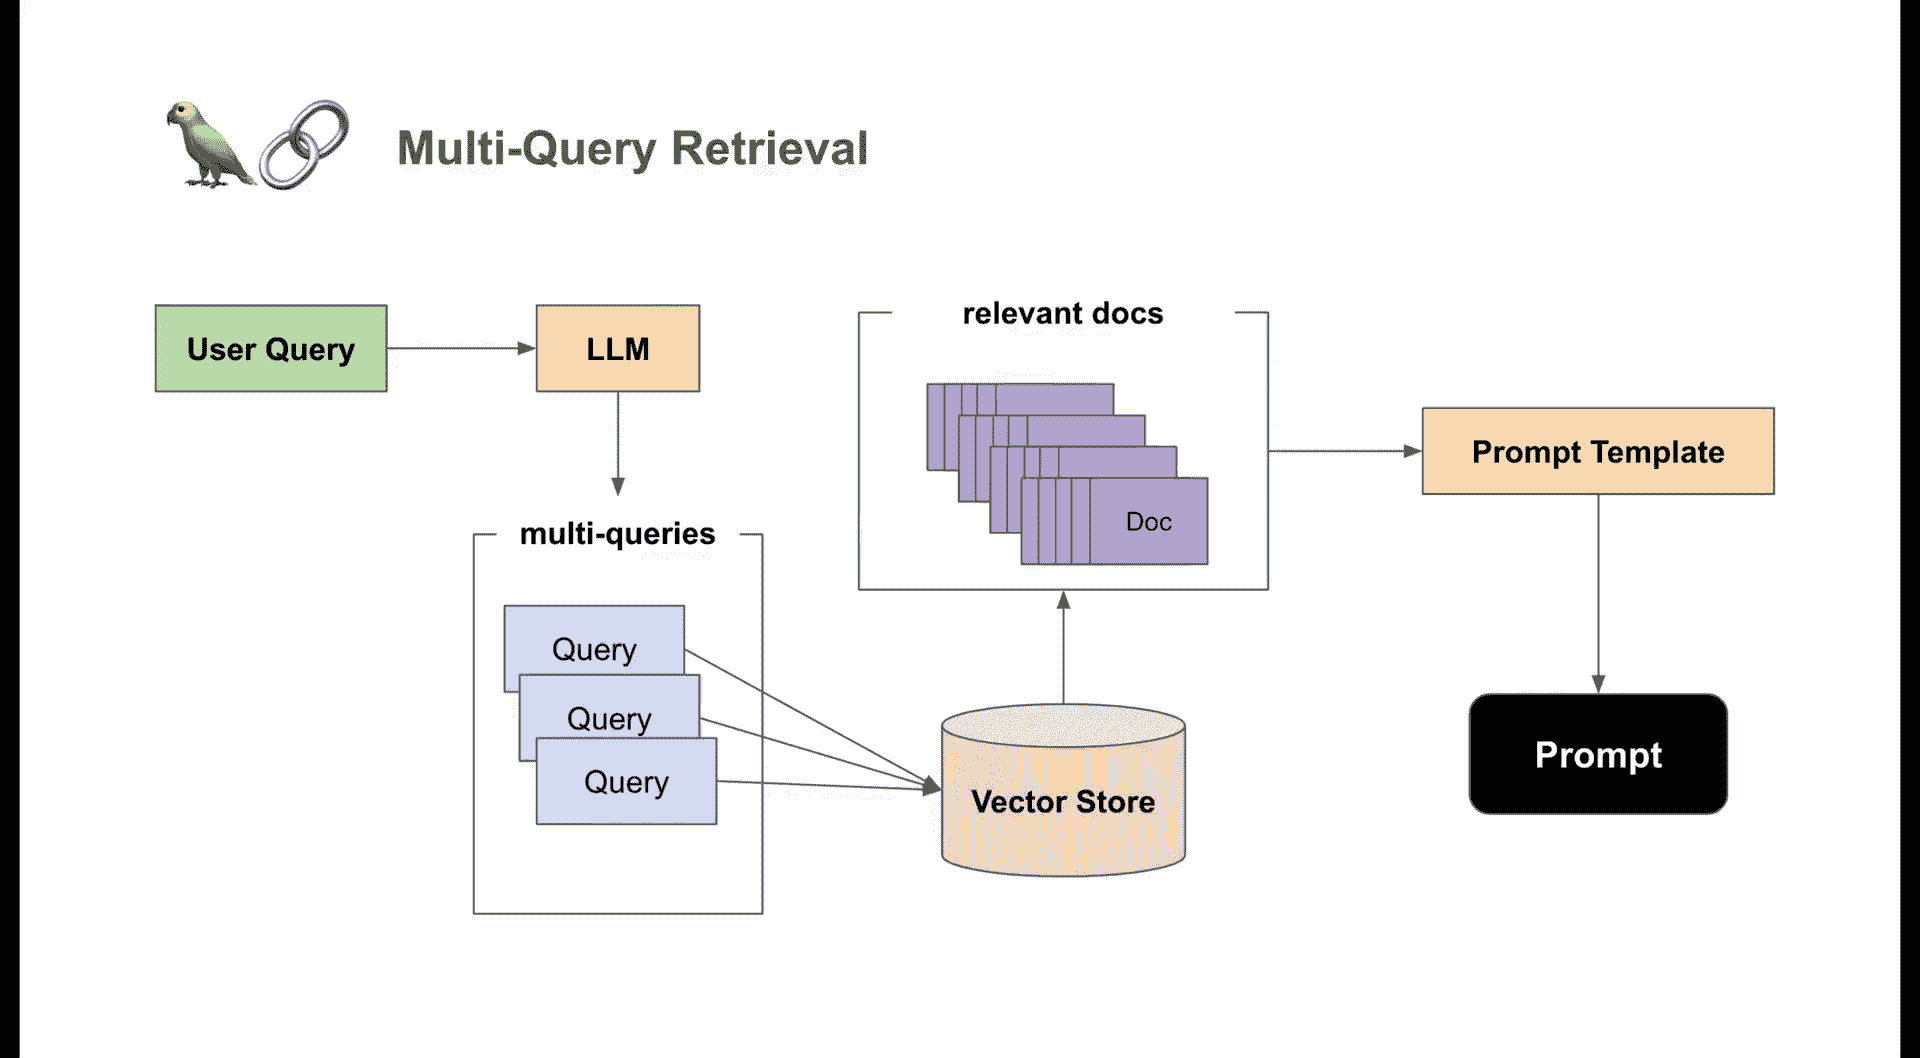 Multi-Query Retrieval
User Query
LLM
multi-queries
Query
Query
Query
Vector Store
relevant docs
Doc
Prompt Template
Prompt